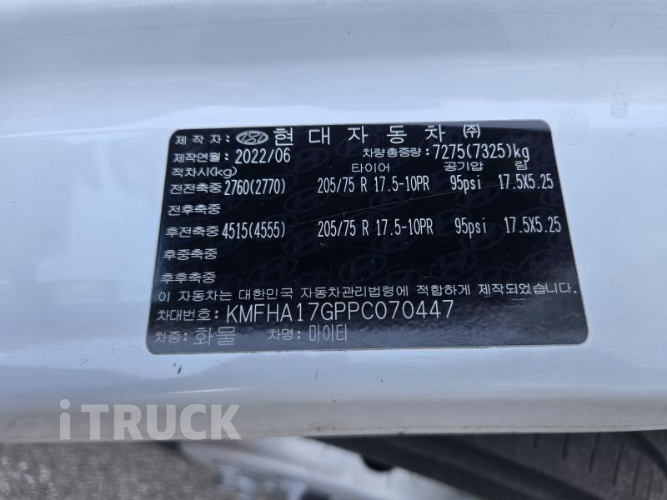 제작자: 현대자동차㈜
제작연월: 2022/06 차량총중량: 7275(7325)kg
적차시(kg) 타이어 공기압 림
전전축중 2760(2770) 205/75 R 17.5-10PR 95psi 17.5X5.25
전후축중
후전축중 4515(4555) 205/75 R 17.5-10PR 95psi 17.5X5.25
후중축중
후후축중
이 자동차는 대한민국 자동차관리법령에 적합하게 제작되었습니다.
차대번호: KMFHA17GPPC070447
차종: 화물 차명: 마이티
iTRUCK